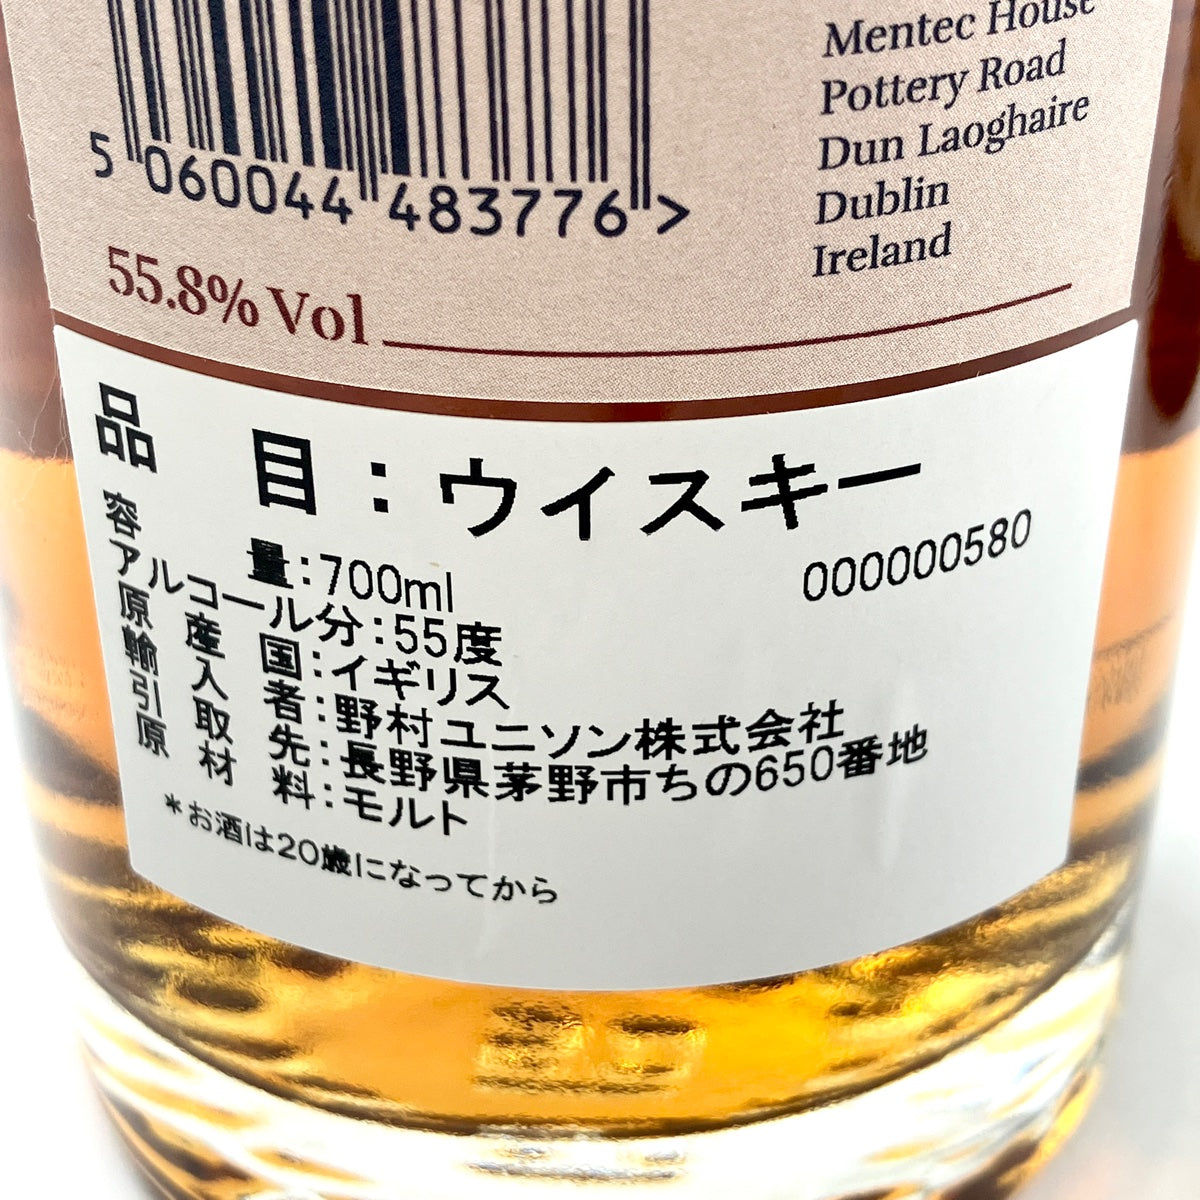 Mentec House
Pottery Road
Dun Laoghaire
Dublin
Ireland
5 060044 483776 >
55.8% Vol
品 目：ウイスキー
000000580
容 量：700ml
アルコール分：55度
原 産 国：イギリス
輸 入 者：野村ユニソン株式会社
引 取 先：長野県茅野市ちの650番地
原 材 料：モルト
*お酒は20歳になってから